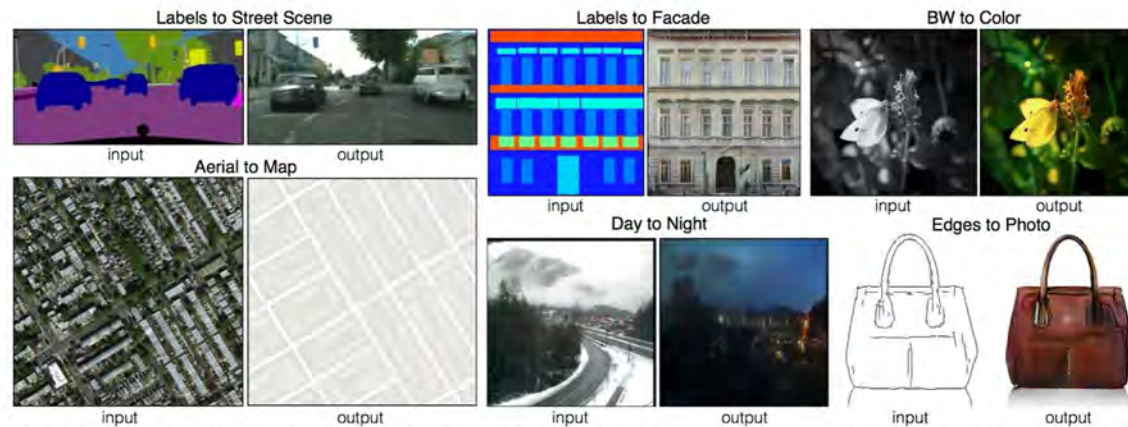 Labels to Street Scene
input
output
Aerial to Map
input
output
Labels to Facade
input
output
BW to Color
input
output
Day to Night
input
output
Edges to Photo
input
output